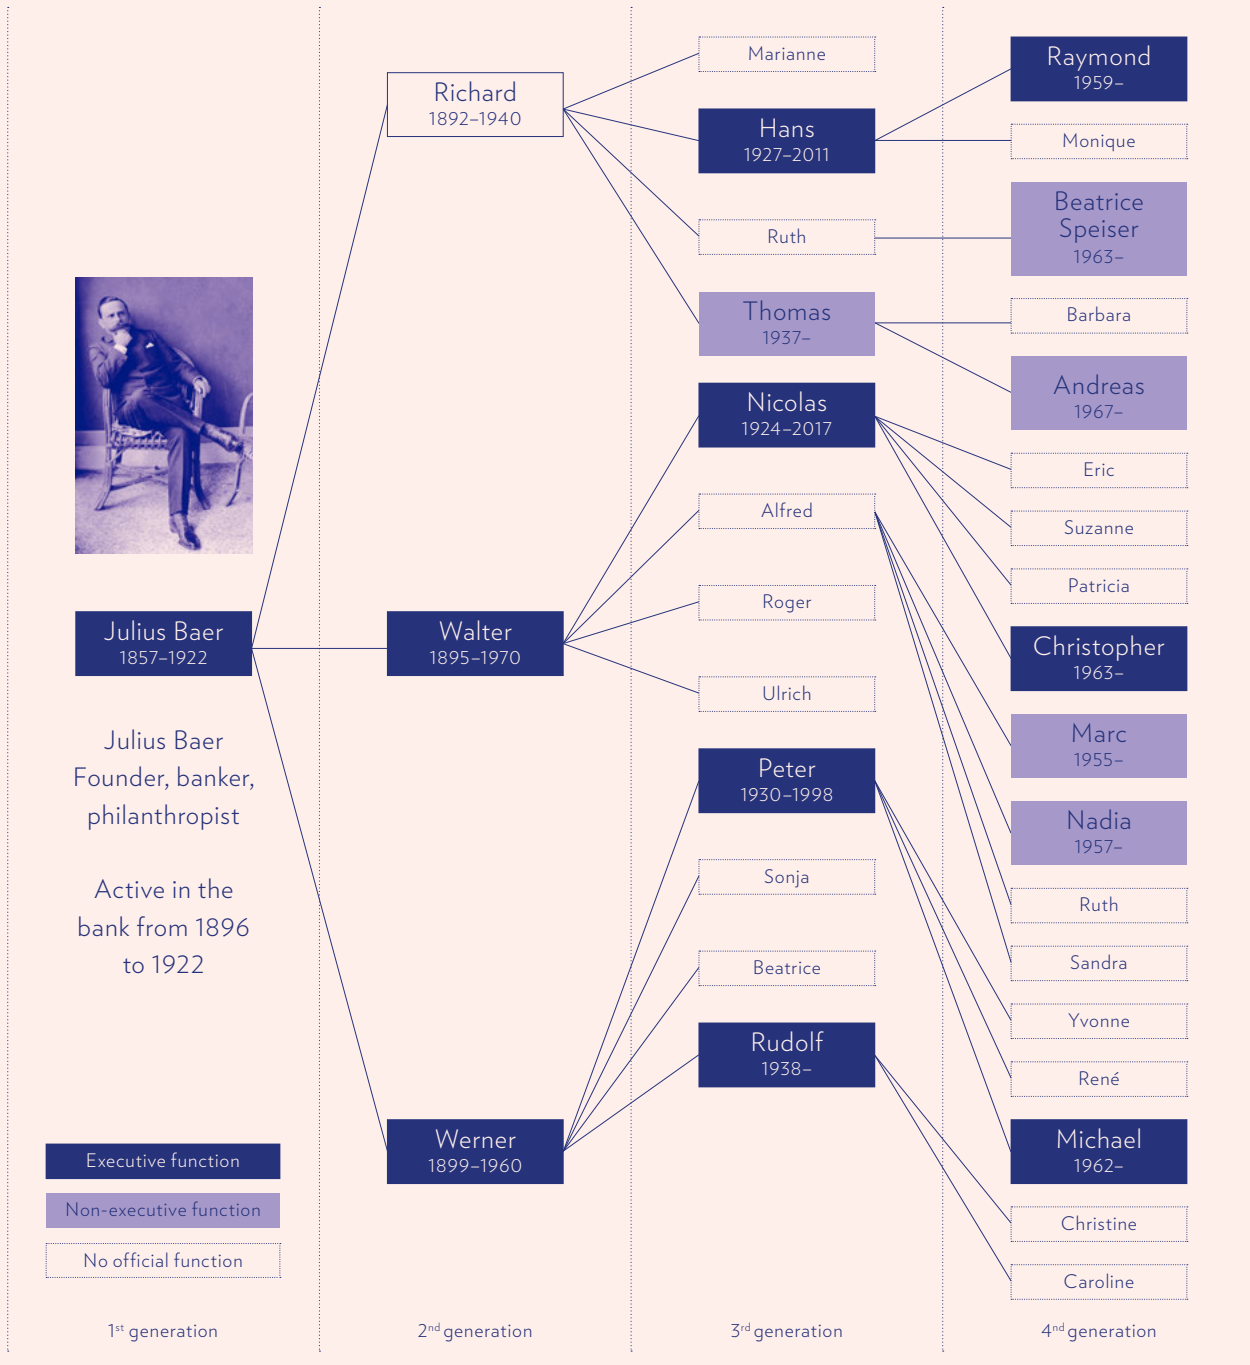 Julius Baer
1857–1922
Julius Baer
Founder, banker,
philanthropist
Active in the
bank from 1896
to 1922
Executive function
Non-executive function
No official function
1st generation
Richard
1892–1940
Walter
1895–1970
Werner
1899–1960
2nd generation
Marianne
Hans
1927–2011
Ruth
Thomas
1937–
Nicolas
1924–2017
Alfred
Roger
Ulrich
Peter
1930–1998
Sonja
Beatrice
Rudolf
1938–
3rd generation
Raymond
1959–
Monique
Beatrice
Speiser
1963–
Barbara
Andreas
1967–
Eric
Suzanne
Patricia
Christopher
1963–
Marc
1955–
Nadia
1957–
Ruth
Sandra
Yvonne
René
Michael
1962–
Christine
Caroline
4nd generation